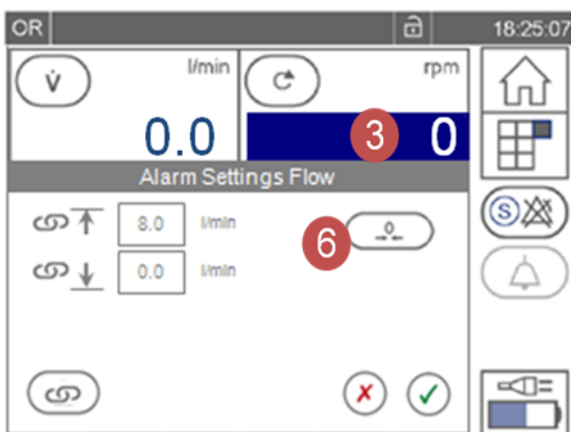 OR 18:25:07
V̇ l/min rpm
0.0 3 0
Alarm Settings Flow
8.0 l/min 6 0
0.0 l/min
S